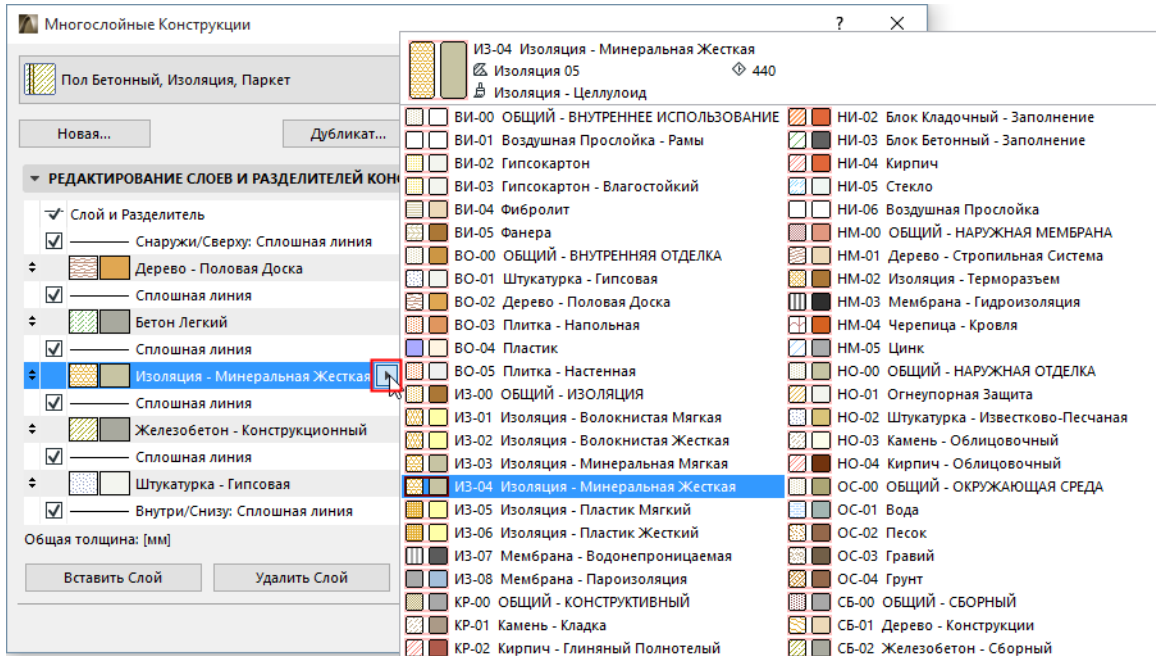 Многослойные Конструкции
?
Пол Бетонный, Изоляция, Паркет
Новая...
Дубликат...
РЕДАКТИРОВАНИЕ СЛОЕВ И РАЗДЕЛИТЕЛЕЙ КОН
Слой и Разделитель
Снаружи/Сверху: Сплошная линия
Дерево - Половая Доска
Сплошная линия
Бетон Легкий
Сплошная линия
Изоляция - Минеральная Жесткая
Сплошная линия
Железобетон - Конструкционный
Сплошная линия
Штукатурка - Гипсовая
Внутри/Снизу: Сплошная линия
Общая толщина: [мм]
Вставить Слой
Удалить Слой
ИЗ-04 Изоляция - Минеральная Жесткая
Изоляция 05
440
Изоляция - Целлулоид
ВИ-00 ОБЩИЙ - ВНУТРЕННЕЕ ИСПОЛЬЗОВАНИЕ
ВИ-01 Воздушная Прослойка - Рамы
ВИ-02 Гипсокартон
ВИ-03 Гипсокартон - Влагостойкий
ВИ-04 Фибролит
ВИ-05 Фанера
ВО-00 ОБЩИЙ - ВНУТРЕННЯЯ ОТДЕЛКА
ВО-01 Штукатурка - Гипсовая
ВО-02 Дерево - Половая Доска
ВО-03 Плитка - Напольная
ВО-04 Пластик
ВО-05 Плитка - Настенная
ИЗ-00 ОБЩИЙ - ИЗОЛЯЦИЯ
ИЗ-01 Изоляция - Волокнистая Мягкая
ИЗ-02 Изоляция - Волокнистая Жесткая
ИЗ-03 Изоляция - Минеральная Мягкая
ИЗ-04 Изоляция - Минеральная Жесткая
ИЗ-05 Изоляция - Пластик Мягкий
ИЗ-06 Изоляция - Пластик Жесткий
ИЗ-07 Мембрана - Водонепроницаемая
ИЗ-08 Мембрана - Пароизоляция
КР-00 ОБЩИЙ - КОНСТРУКТИВНЫЙ
КР-01 Камень - Кладка
КР-02 Кирпич - Глиняный Полнотелый
НИ-02 Блок Кладочный - Заполнение
НИ-03 Блок Бетонный - Заполнение
НИ-04 Кирпич
НИ-05 Стекло
НИ-06 Воздушная Прослойка
НМ-00 ОБЩИЙ - НАРУЖНАЯ МЕМБРАНА
НМ-01 Дерево - Стропильная Система
НМ-02 Изоляция - Терморазъем
НМ-03 Мембрана - Гидроизоляция
НМ-04 Черепица - Кровля
НМ-05 Цинк
НО-00 ОБЩИЙ - НАРУЖНАЯ ОТДЕЛКА
НО-01 Огнеупорная Защита
НО-02 Штукатурка - Известково-Песчаная
НО-03 Камень - Облицовочный
НО-04 Кирпич - Облицовочный
ОС-00 ОБЩИЙ - ОКРУЖАЮЩАЯ СРЕДА
ОС-01 Вода
ОС-02 Песок
ОС-03 Гравий
ОС-04 Грунт
СБ-00 ОБЩИЙ - СБОРНЫЙ
СБ-01 Дерево - Конструкции
СБ-02 Железобетон - Сборный